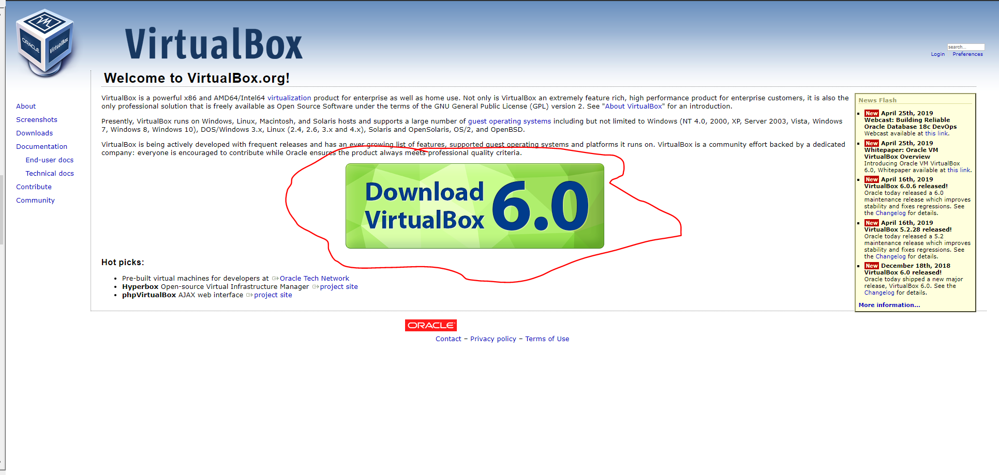 ORACLE
VirtualBox
VirtualBox
search...
Login Preferences
Welcome to VirtualBox.org!
About
Screenshots
Downloads
Documentation
End-user docs
Technical docs
Contribute
Community
VirtualBox is a powerful x86 and AMD64/Intel64 virtualization product for enterprise as well as home use. Not only is VirtualBox an extremely feature rich, high performance product for enterprise customers, it is also the
only professional solution that is freely available as Open Source Software under the terms of the GNU General Public License (GPL) version 2. See "About VirtualBox" for an introduction.
Presently, VirtualBox runs on Windows, Linux, Macintosh, and Solaris hosts and supports a large number of guest operating systems including but not limited to Windows (NT 4.0, 2000, XP, Server 2003, Vista, Windows
7, Windows 8, Windows 10), DOS/Windows 3.x, Linux (2.4, 2.6, 3.x and 4.x), Solaris and OpenSolaris, OS/2, and OpenBSD.
VirtualBox is being actively developed with frequent releases and has an ever growing list of features, supported guest operating systems and platforms it runs on. VirtualBox is a community effort backed by a dedicated
company: everyone is encouraged to contribute while Oracle ensures the product always meets professional quality criteria.
Download
VirtualBox
6.0
Hot picks:
Pre-built virtual machines for developers at Oracle Tech Network
Hyperbox Open-source Virtual Infrastructure Manager project site
phpVirtualBox AJAX web interface project site
News Flash
New April 25th, 2019
Webcast: Building Reliable
Oracle Database 18c DevOps
Webcast available at this link.
New April 25th, 2019
Whitepaper: Oracle VM
VirtualBox Overview
Introducing Oracle VM VirtualBox
6.0, Whitepaper available at this link.
New April 16th, 2019
VirtualBox 6.0.6 released!
Oracle today released a 6.0
maintenance release which improves
stability and fixes regressions. See
the Changelog for details.
New April 16th, 2019
VirtualBox 5.2.28 released!
Oracle today released a 5.2
maintenance release which improves
stability and fixes regressions. See
the Changelog for details.
New December 18th, 2018
VirtualBox 6.0 released!
Oracle today shipped a new major
release, VirtualBox 6.0. See the
Changelog for details.
More information...
ORACLE
Contact – Privacy policy – Terms of Use